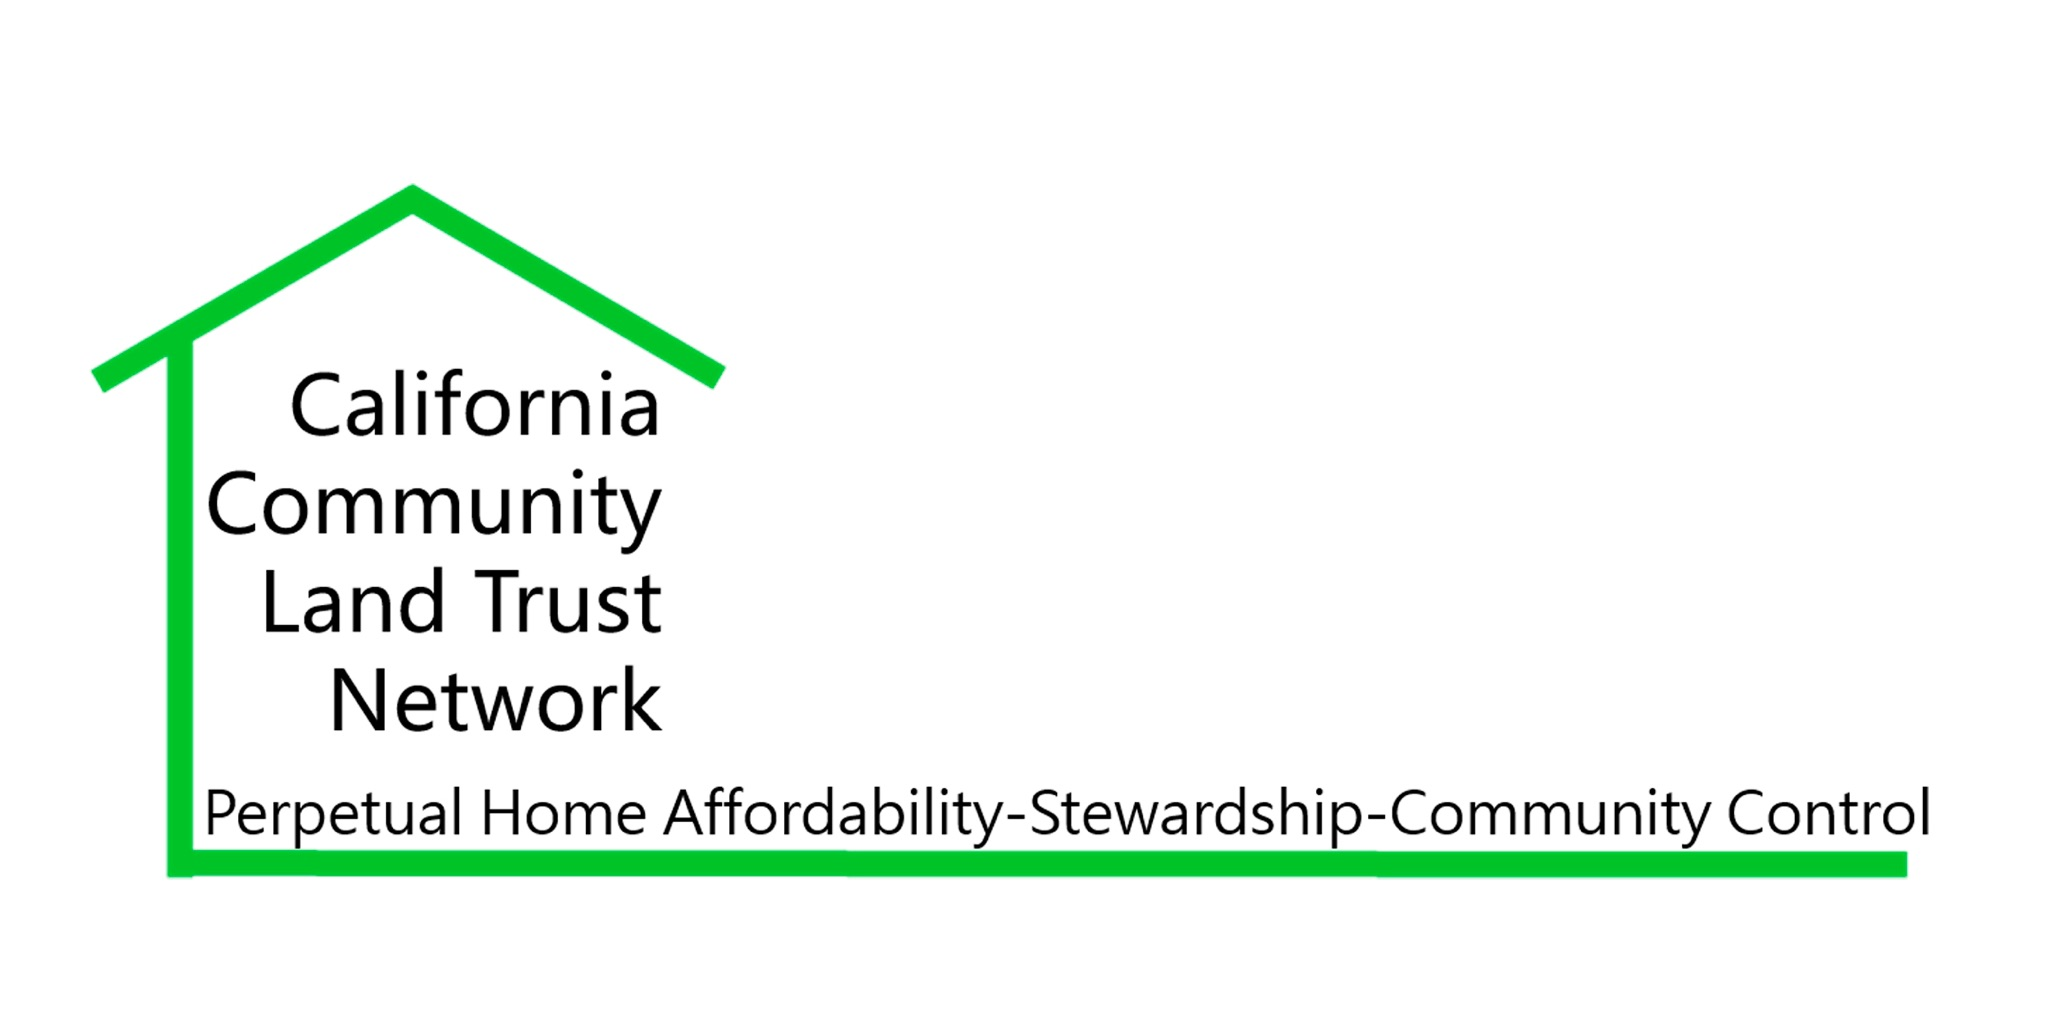 California
Community
Land Trust
Network
Perpetual Home Affordability-Stewardship-Community Control